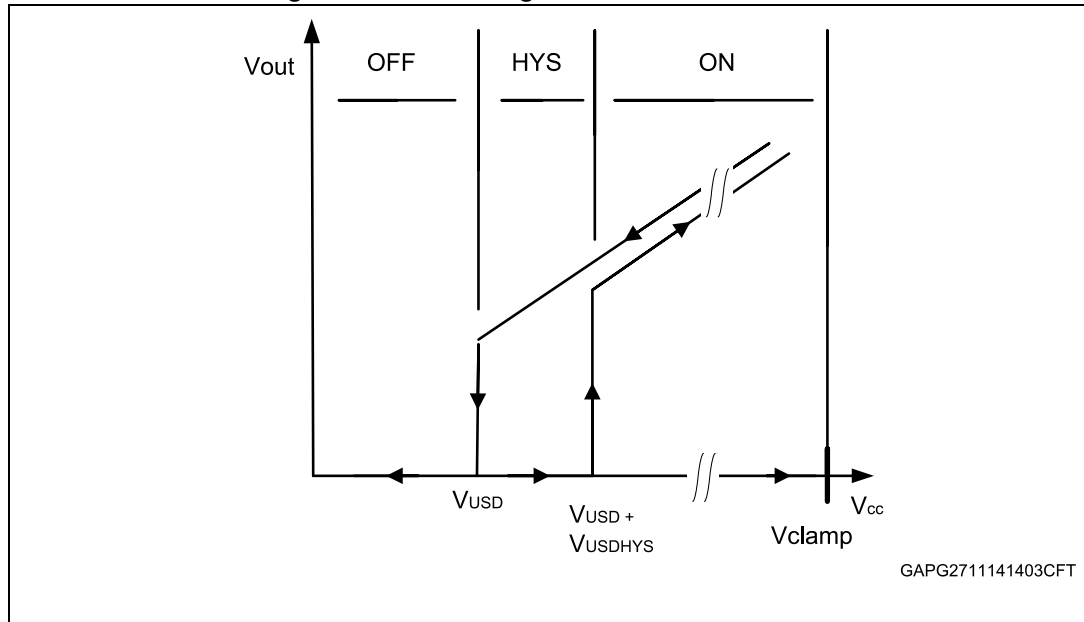 Vout
OFF
HYS
ON
VUSD
VUSD +
VUSDHYS
Vclamp
Vcc
GAPG2711141403CFT